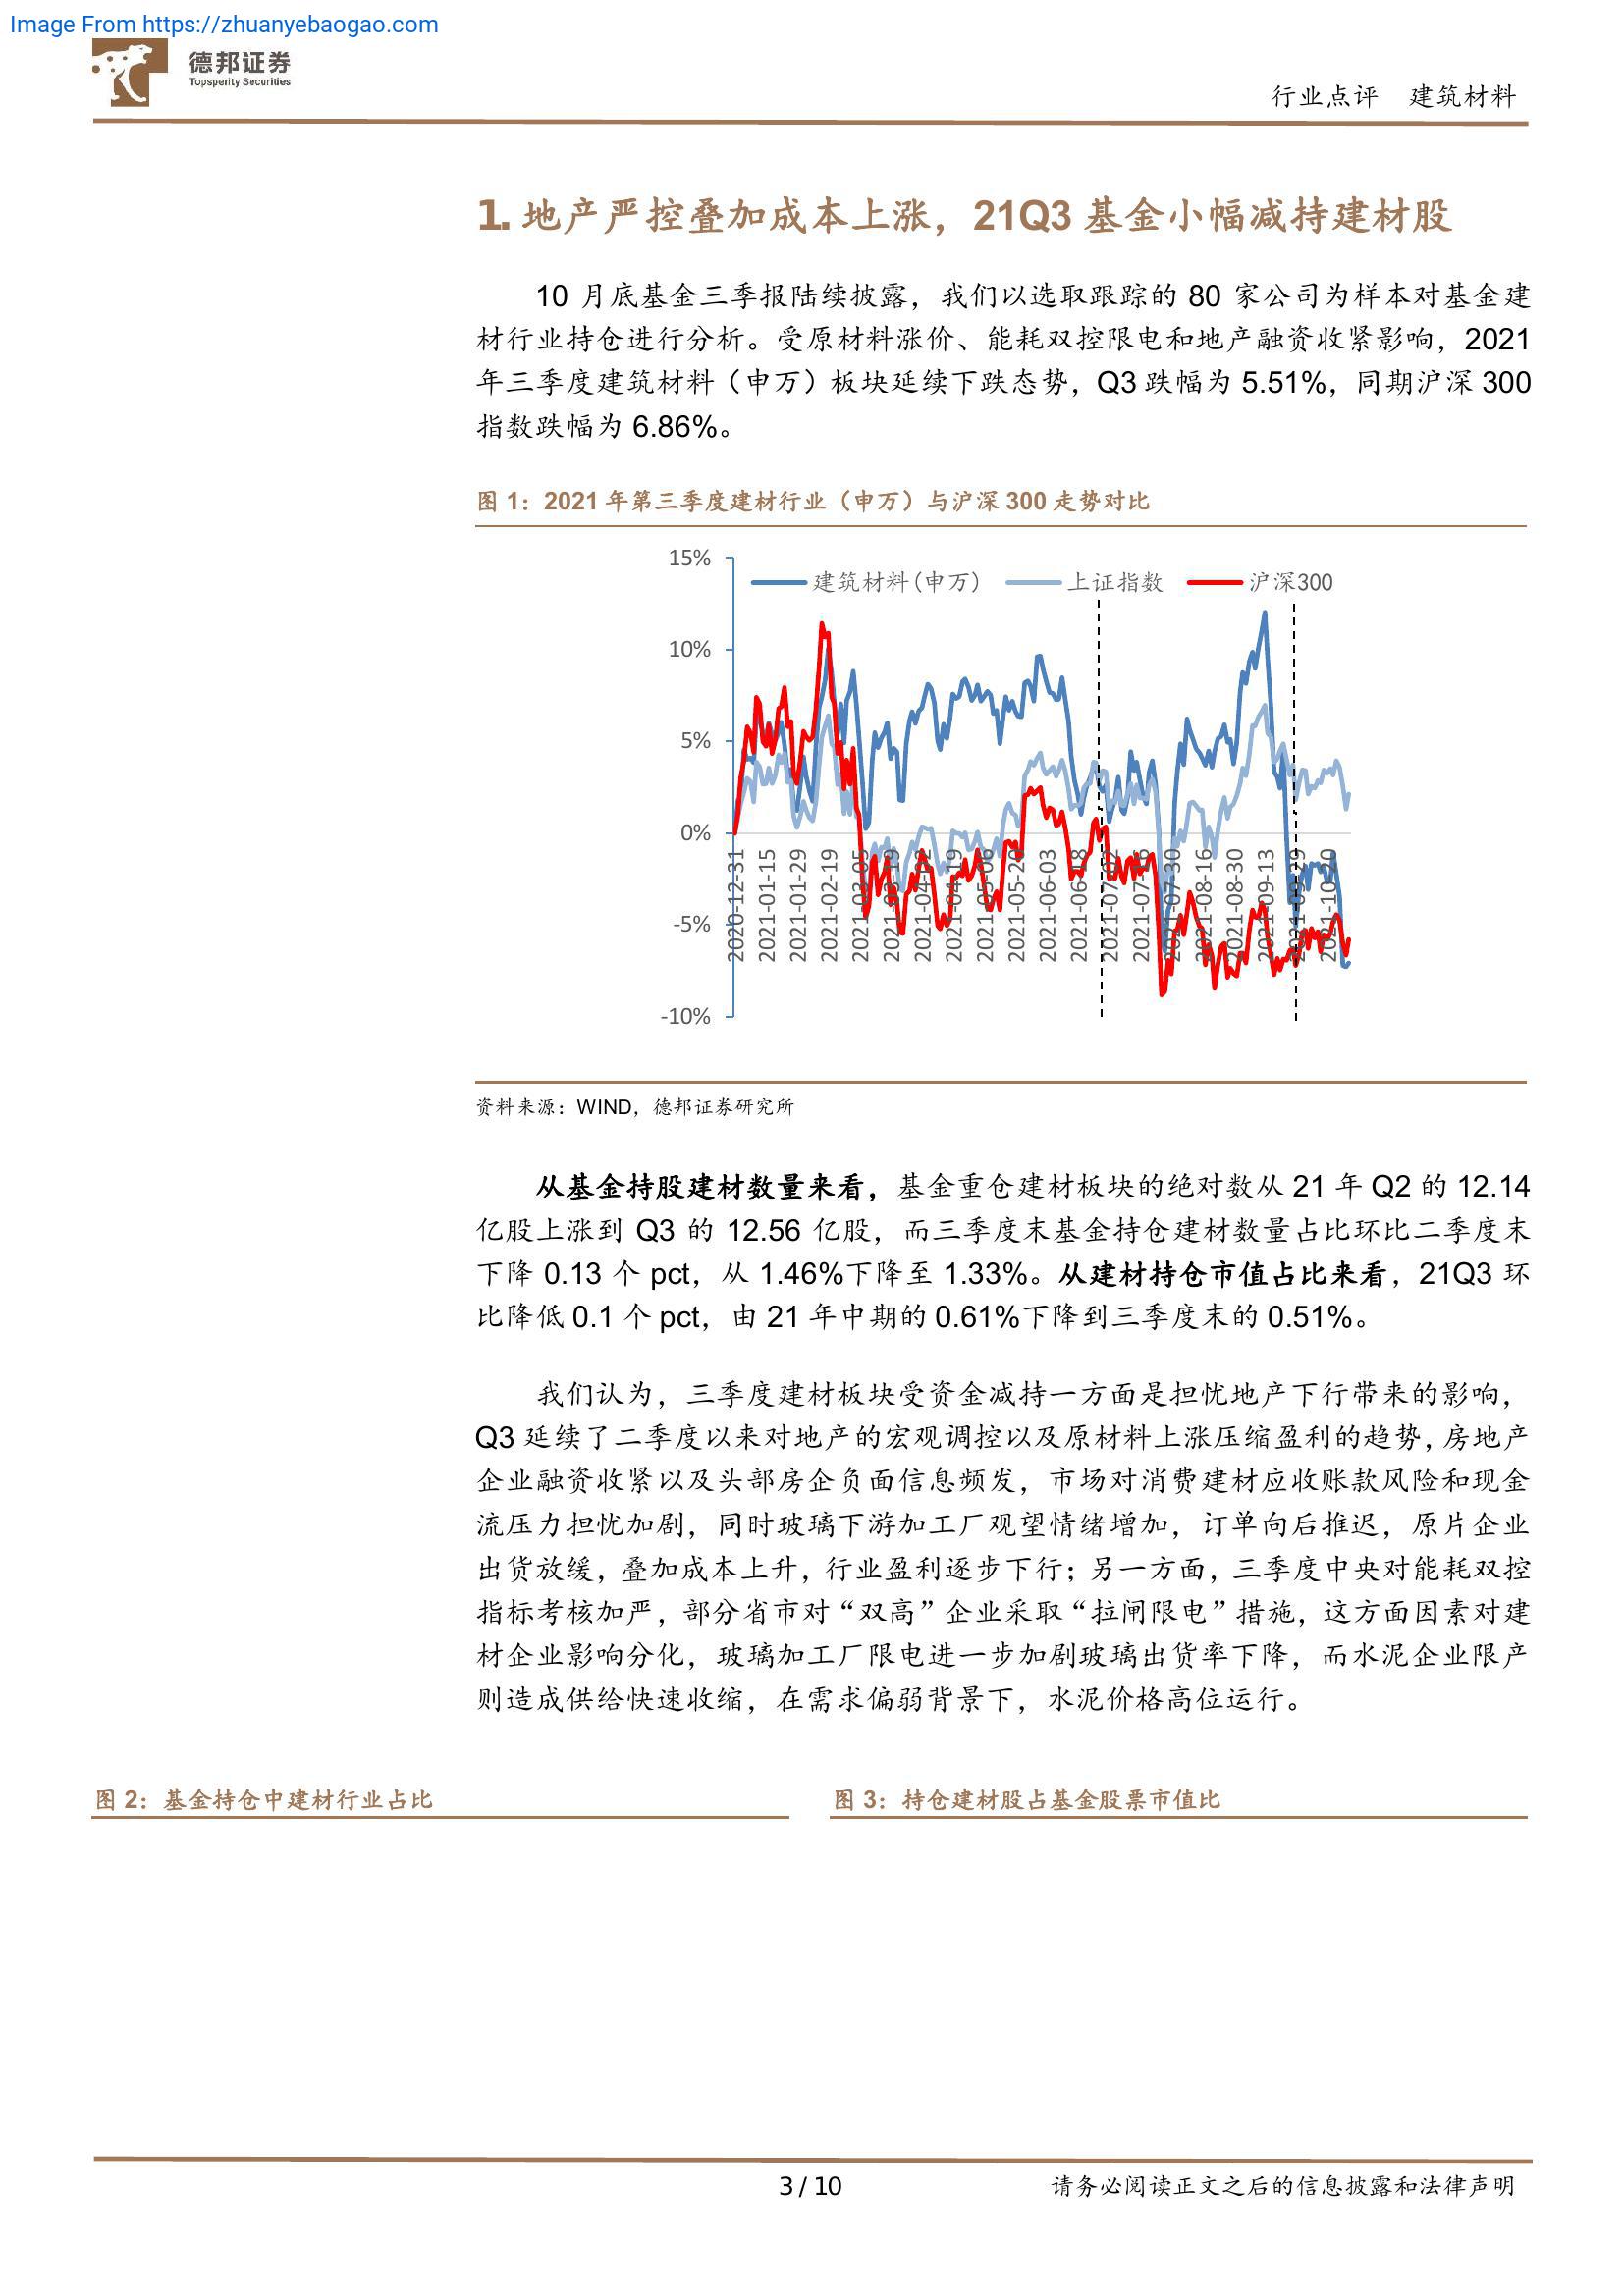 Image From https://zhuanyebaogao.com
德邦证券
Topsperity Securities
行业点评 建筑材料
1. 地产严控叠加成本上涨，21Q3 基金小幅减持建材股
10 月底基金三季报陆续披露，我们以选取跟踪的 80 家公司为样本对基金建
材行业持仓进行分析。受原材料涨价、能耗双控限电和地产融资收紧影响，2021
年三季度建筑材料（申万）板块延续下跌态势，Q3 跌幅为 5.51%，同期沪深 300
指数跌幅为 6.86%。
图 1：2021 年第三季度建材行业（申万）与沪深 300 走势对比
15%
建筑材料(申万) 上证指数 沪深300
10%
5%
0%
-5%
-10%
2020-12-31
2021-01-15
2021-01-29
2021-02-19
2021-03-05
2021-03-19
2021-04-02
2021-04-19
2021-05-06
2021-05-20
2021-06-03
2021-06-18
2021-07-02
2021-07-16
2021-07-30
2021-08-16
2021-08-30
2021-09-13
2021-09-29
2021-10-20
资料来源：WIND，德邦证券研究所
从基金持股建材数量来看，基金重仓建材板块的绝对数从 21 年 Q2 的 12.14
亿股上涨到 Q3 的 12.56 亿股，而三季度末基金持仓建材数量占比环比二季度末
下降 0.13 个 pct，从 1.46%下降至 1.33%。从建材持仓市值占比来看，21Q3 环
比降低 0.1 个 pct，由 21 年中期的 0.61%下降到三季度末的 0.51%。
我们认为，三季度建材板块受资金减持一方面是担忧地产下行带来的影响，
Q3 延续了二季度以来对地产的宏观调控以及原材料上涨压缩盈利的趋势，房地产
企业融资收紧以及头部房企负面信息频发，市场对消费建材应收账款风险和现金
流压力担忧加剧，同时玻璃下游加工厂观望情绪增加，订单向后推迟，原片企业
出货放缓，叠加成本上升，行业盈利逐步下行；另一方面，三季度中央对能耗双控
指标考核加严，部分省市对“双高”企业采取“拉闸限电”措施，这方面因素对建
材企业影响分化，玻璃加工厂限电进一步加剧玻璃出货率下降，而水泥企业限产
则造成供给快速收缩，在需求偏弱背景下，水泥价格高位运行。
图 2：基金持仓中建材行业占比
图 3：持仓建材股占基金股票市值比
3 / 10
请务必阅读正文之后的信息披露和法律声明